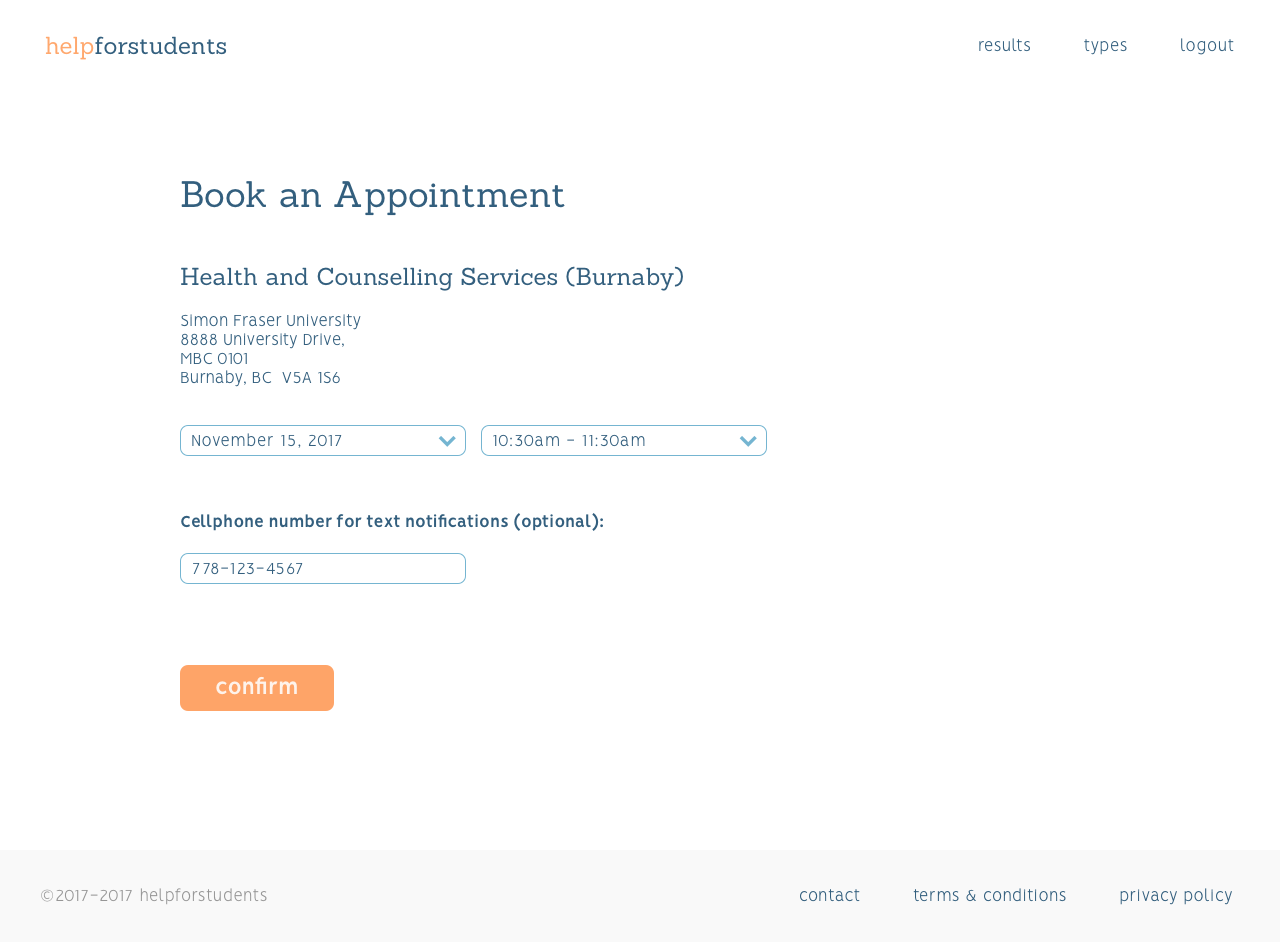 helpforstudents
results
types
logout
Book an Appointment
Health and Counselling Services (Burnaby)
Simon Fraser University
8888 University Drive,
MBC 0101
Burnaby, BC  V5A 1S6
November 15, 2017
10:30am - 11:30am
Cellphone number for text notifications (optional):
778-123-4567
confirm
©2017-2017 helpforstudents
contact
terms & conditions
privacy policy